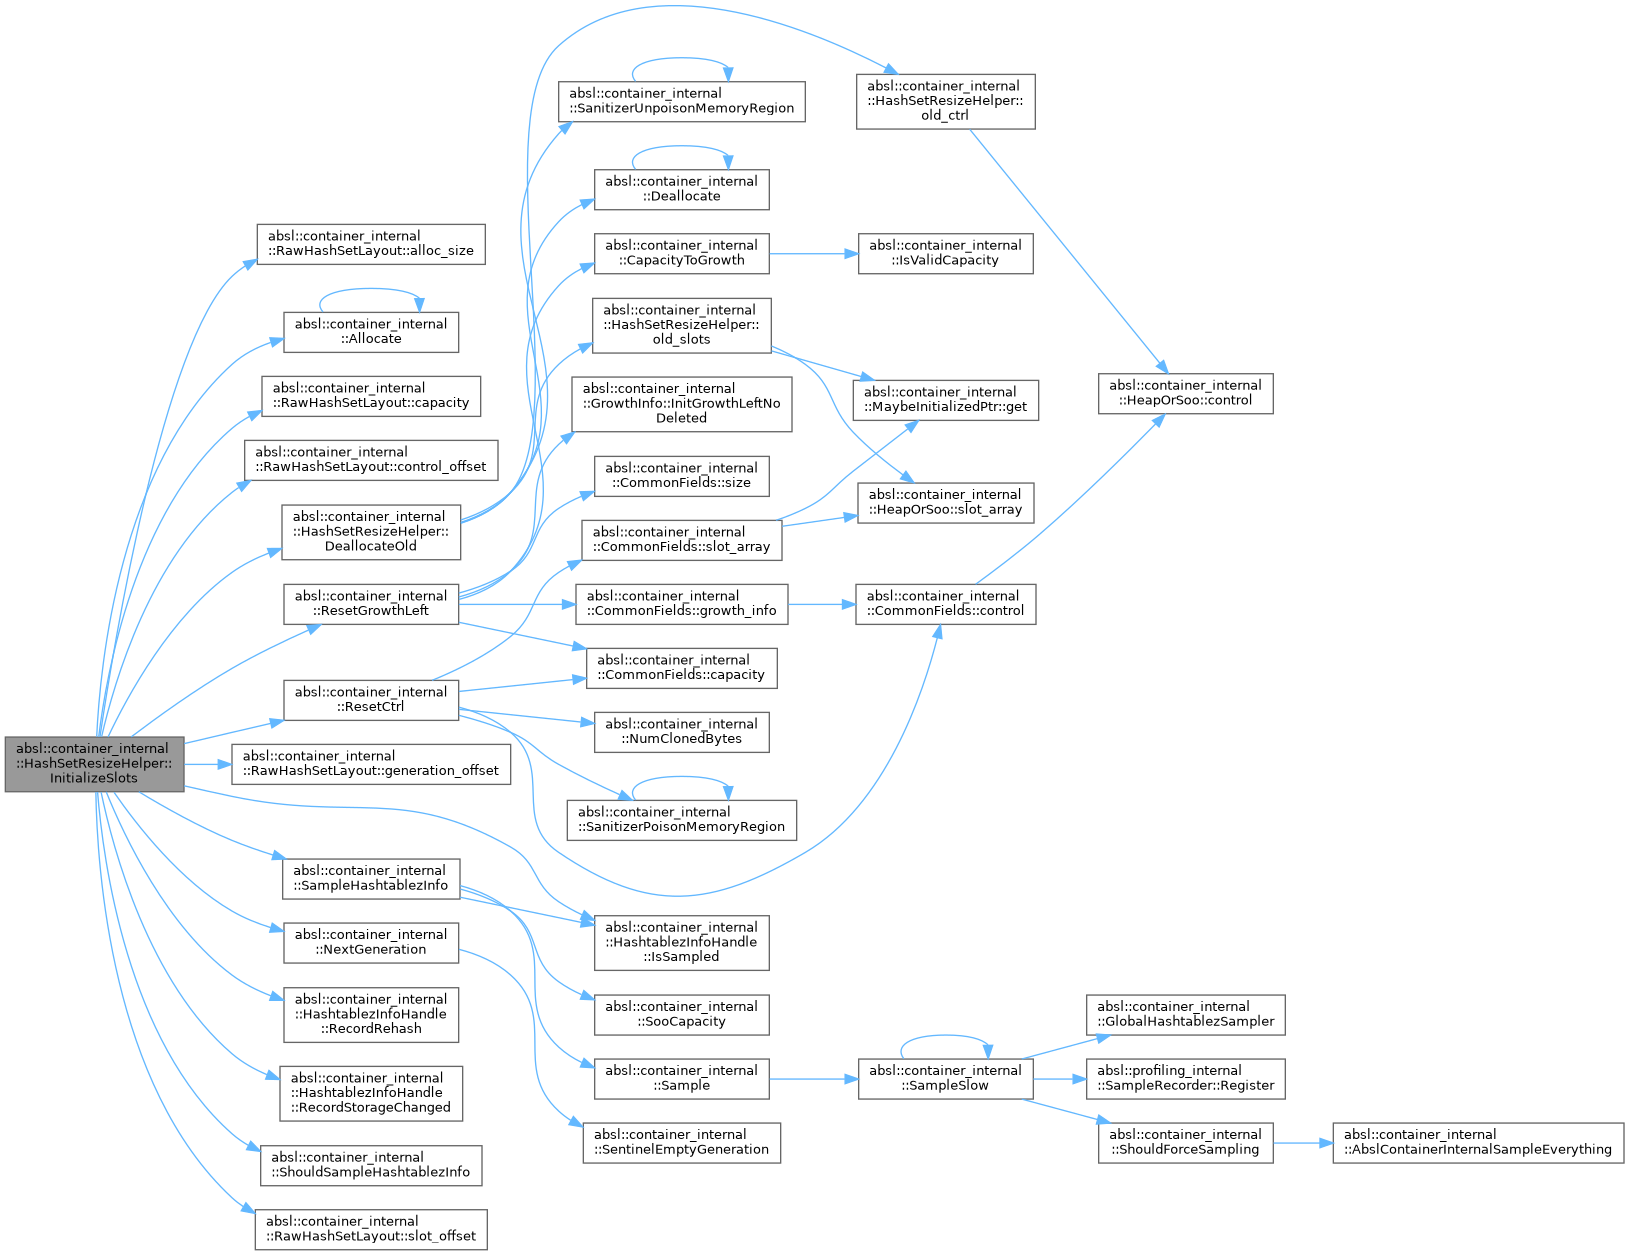 absl::container_internal
::HashSetResizeHelper::
InitializeSlots
absl::container_internal
::RawHashSetLayout::alloc_size
absl::container_internal
::Allocate
absl::container_internal
::RawHashSetLayout::capacity
absl::container_internal
::RawHashSetLayout::control_offset
absl::container_internal
::HashSetResizeHelper::
DeallocateOld
absl::container_internal
::ResetGrowthLeft
absl::container_internal
::ResetCtrl
absl::container_internal
::RawHashSetLayout::generation_offset
absl::container_internal
::SampleHashtablezInfo
absl::container_internal
::NextGeneration
absl::container_internal
::HashtablezInfoHandle
::RecordRehash
absl::container_internal
::HashtablezInfoHandle
::RecordStorageChanged
absl::container_internal
::ShouldSampleHashtablezInfo
absl::container_internal
::RawHashSetLayout::slot_offset
absl::container_internal
::SanitizerUnpoisonMemoryRegion
absl::container_internal
::Deallocate
absl::container_internal
::CapacityToGrowth
absl::container_internal
::HashSetResizeHelper::
old_slots
absl::container_internal
::GrowthInfo::InitGrowthLeftNo
Deleted
absl::container_internal
::CommonFields::size
absl::container_internal
::CommonFields::slot_array
absl::container_internal
::CommonFields::growth_info
absl::container_internal
::CommonFields::capacity
absl::container_internal
::NumClonedBytes
absl::container_internal
::SanitizerPoisonMemoryRegion
absl::container_internal
::HashtablezInfoHandle
::IsSampled
absl::container_internal
::SooCapacity
absl::container_internal
::Sample
absl::container_internal
::SentinelEmptyGeneration
absl::container_internal
::HashSetResizeHelper::
old_ctrl
absl::container_internal
::IsValidCapacity
absl::container_internal
::MaybeInitializedPtr::get
absl::container_internal
::HeapOrSoo::slot_array
absl::container_internal
::CommonFields::control
absl::container_internal
::SampleSlow
absl::container_internal
::HeapOrSoo::control
absl::container_internal
::GlobalHashtablezSampler
absl::profiling_internal
::SampleRecorder::Register
absl::container_internal
::ShouldForceSampling
absl::container_internal
::AbslContainerInternalSampleEverything